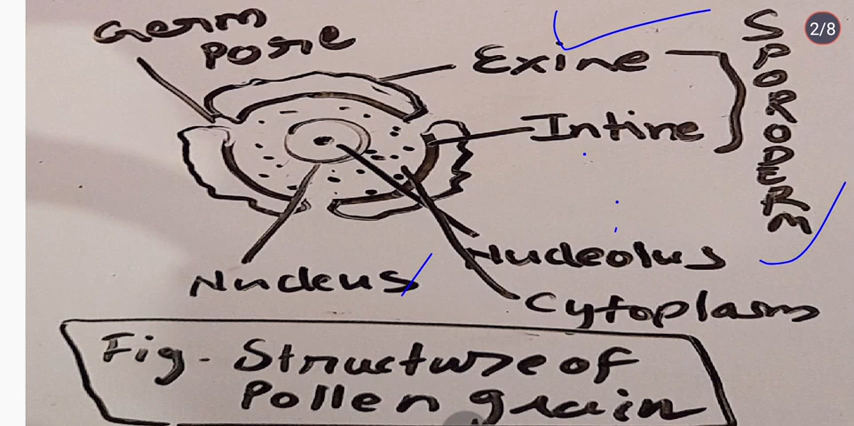 2/8
Germ
Pore
Exine
Intine
SPORODERM
Nucleolus
Nucleus
Cytoplasm
Fig - Structure of
Pollen grain